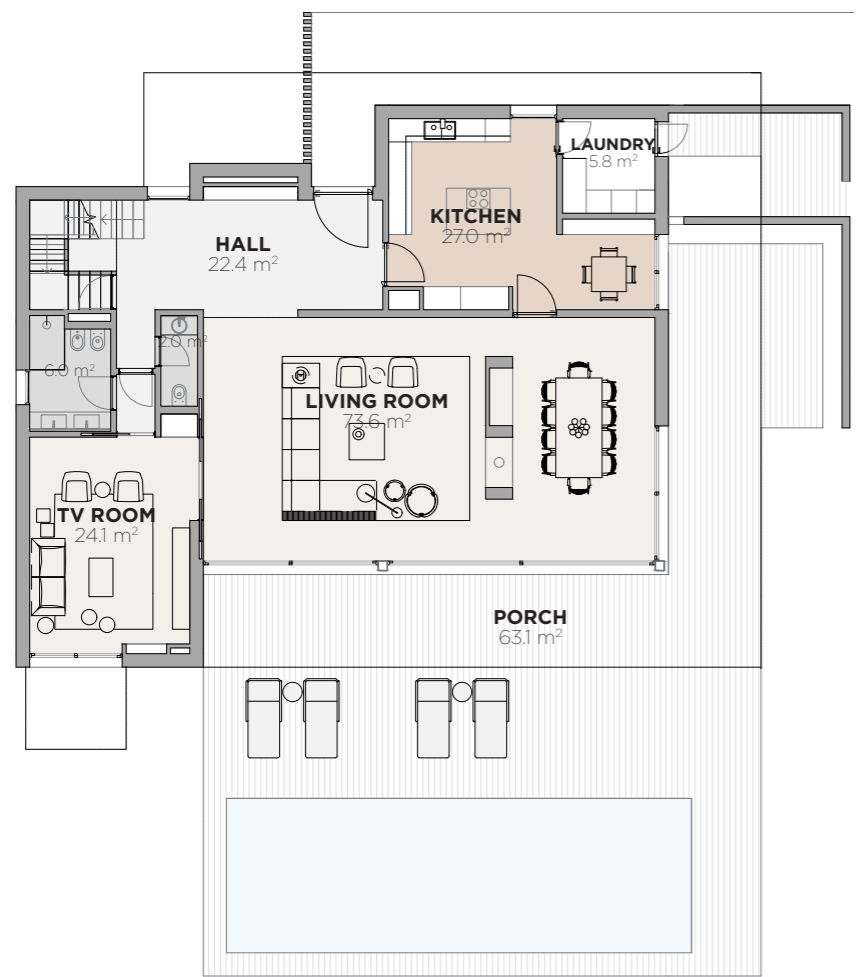 LAUNDRY
5.8 m²
KITCHEN
27.0 m²
HALL
22.4 m²
2.0 m²
6.0 m²
LIVING ROOM
73.6 m²
TV ROOM
24.1 m²
PORCH
63.1 m²